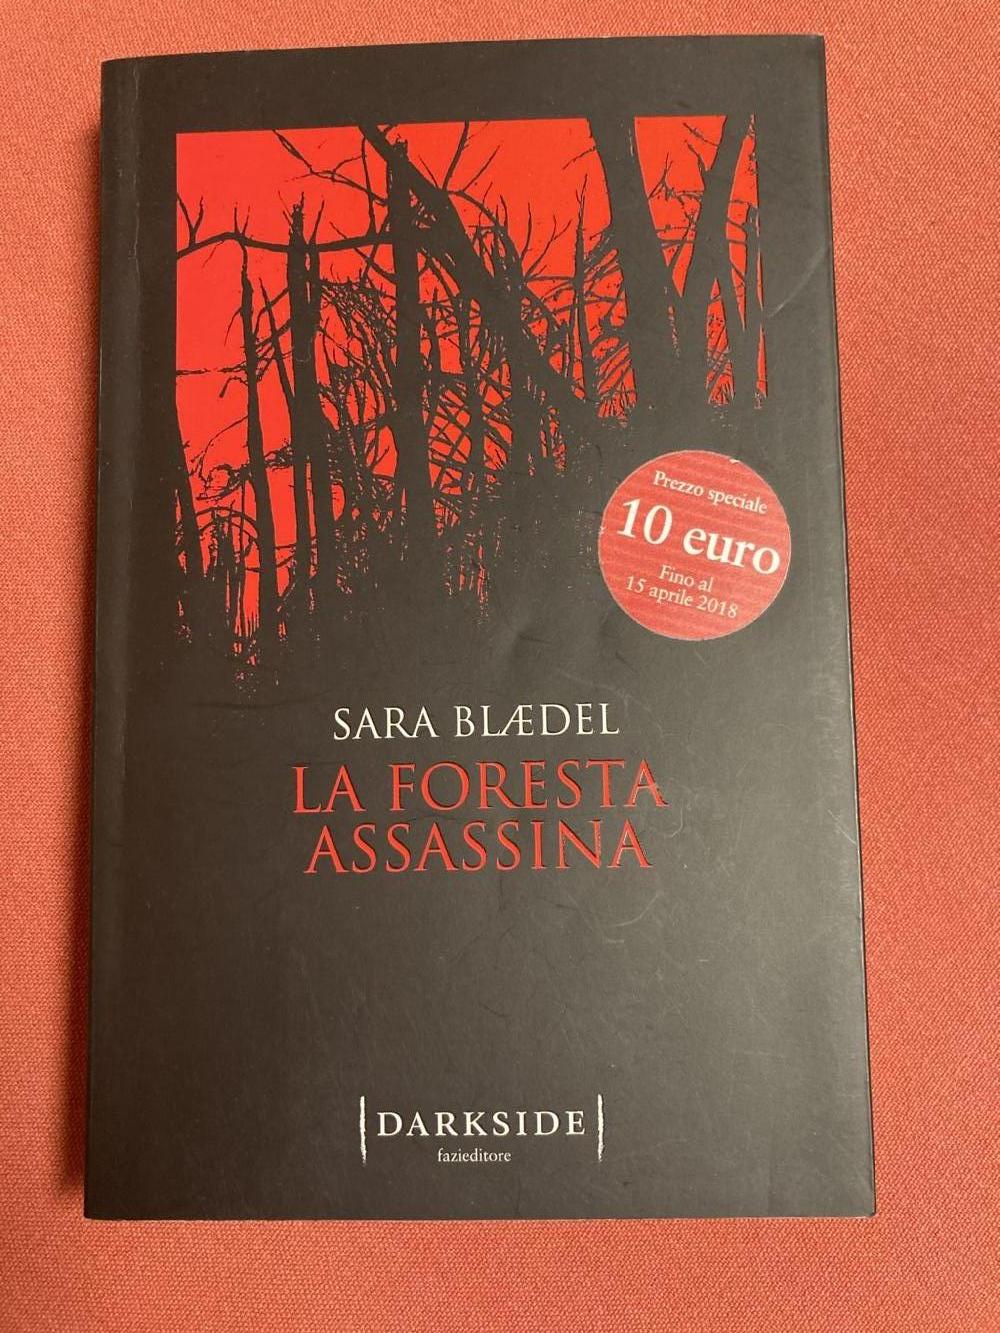 Prezzo speciale
10 euro
Fino al
15 aprile 2018
SARA BLÆDEL
LA FORESTA
ASSASSINA
DARKSIDE
fazieditore